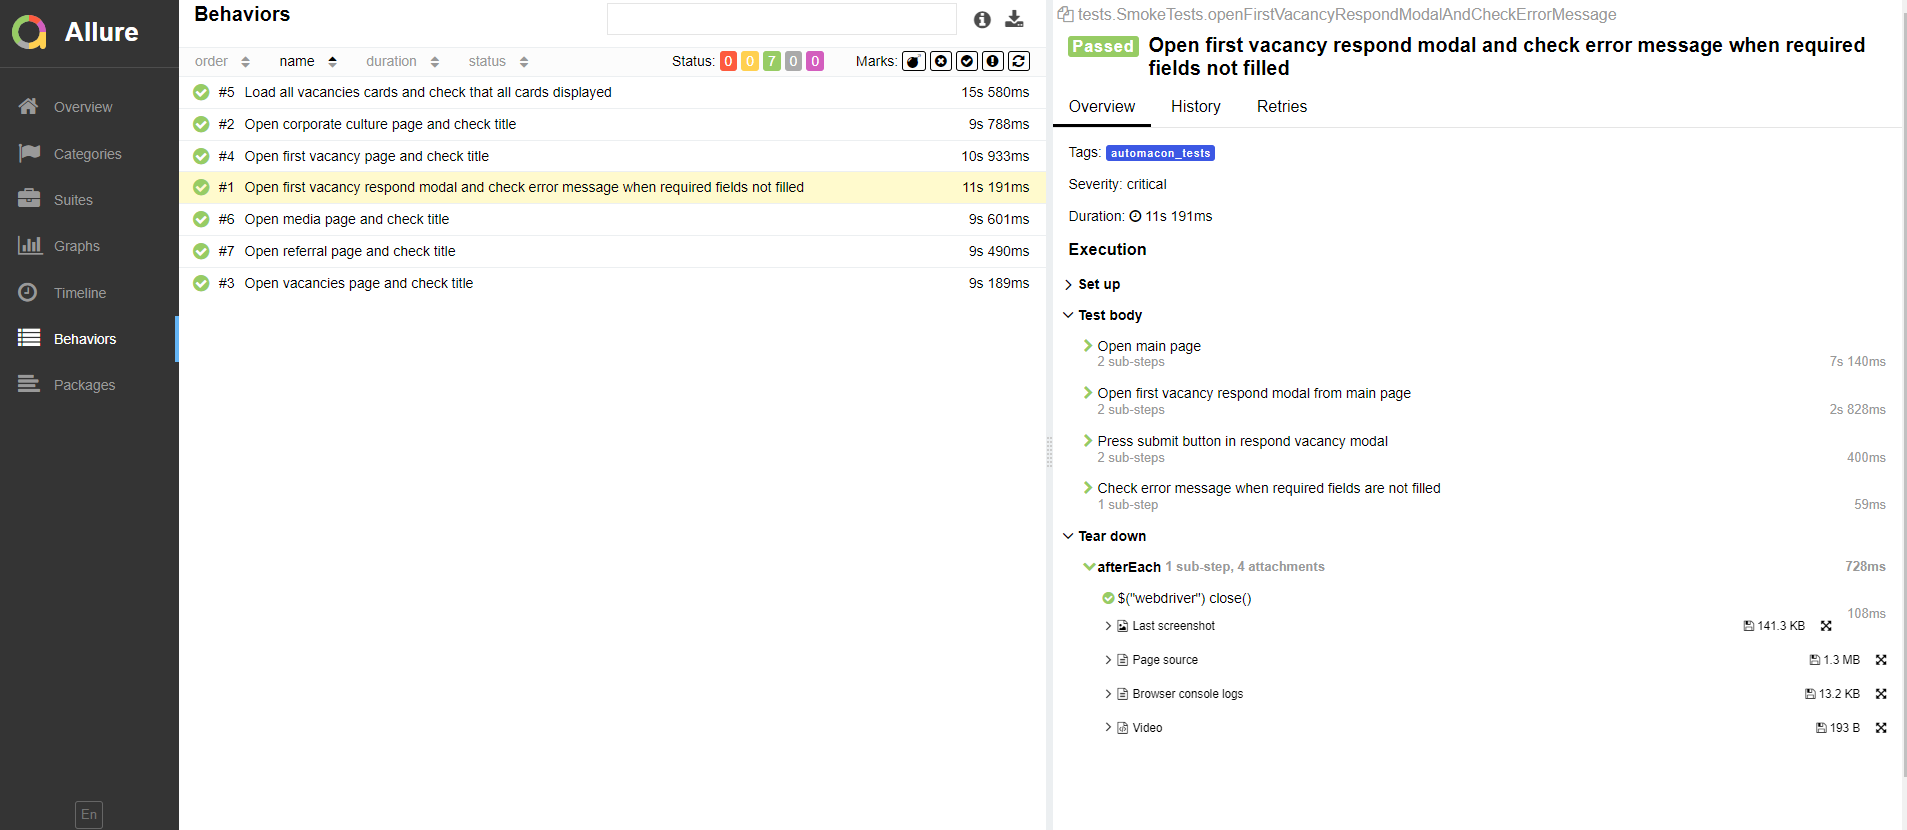 Allure
Overview
Categories
Suites
Graphs
Timeline
Behaviors
Packages
En
Behaviors
order name duration status Status: 0 0 7 0 0 Marks:
#5 Load all vacancies cards and check that all cards displayed 15s 580ms
#2 Open corporate culture page and check title 9s 788ms
#4 Open first vacancy page and check title 10s 933ms
#1 Open first vacancy respond modal and check error message when required fields not filled 11s 191ms
#6 Open media page and check title 9s 601ms
#7 Open referral page and check title 9s 490ms
#3 Open vacancies page and check title 9s 189ms
tests.SmokeTests.openFirstVacancyRespondModalAndCheckErrorMessage
Passed Open first vacancy respond modal and check error message when required
fields not filled
Overview History Retries
Tags: automacon_tests
Severity: critical
Duration: 11s 191ms
Execution
Set up
Test body
Open main page
2 sub-steps 7s 140ms
Open first vacancy respond modal from main page
2 sub-steps 2s 828ms
Press submit button in respond vacancy modal
2 sub-steps 400ms
Check error message when required fields are not filled
1 sub-step 59ms
Tear down
afterEach 1 sub-step, 4 attachments 728ms
$("webdriver") close()
108ms
Last screenshot 141.3 KB
Page source 1.3 MB
Browser console logs 13.2 KB
Video 193 B